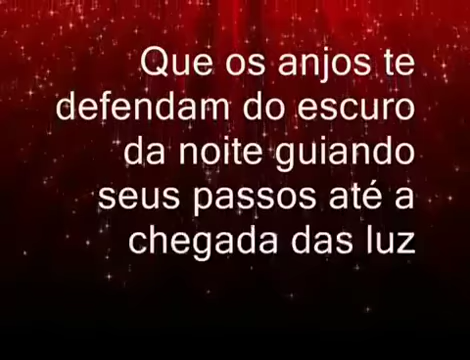 Que os anjos te
defendam do escuro
da noite guiando
seus passos até a
chegada das luz